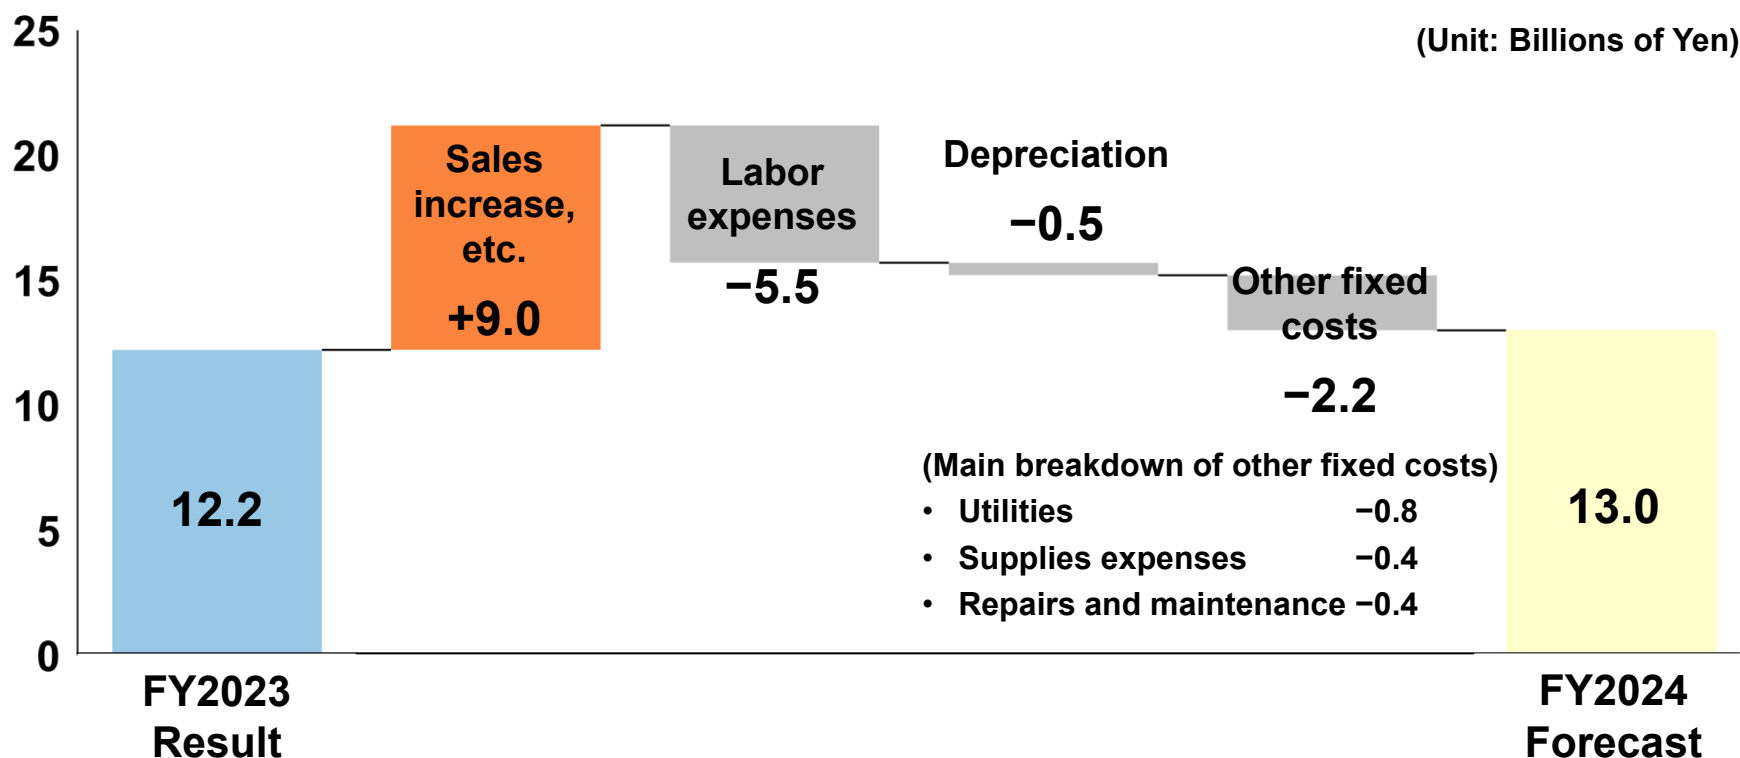 (Unit: Billions of Yen)
25
20
15
10
5
0
12.2
Sales
increase,
etc.
+9.0
Labor
expenses
−5.5
Depreciation
−0.5
Other fixed
costs
−2.2
(Main breakdown of other fixed costs)
• Utilities −0.8
• Supplies expenses −0.4
• Repairs and maintenance −0.4
13.0
FY2023
Result
FY2024
Forecast